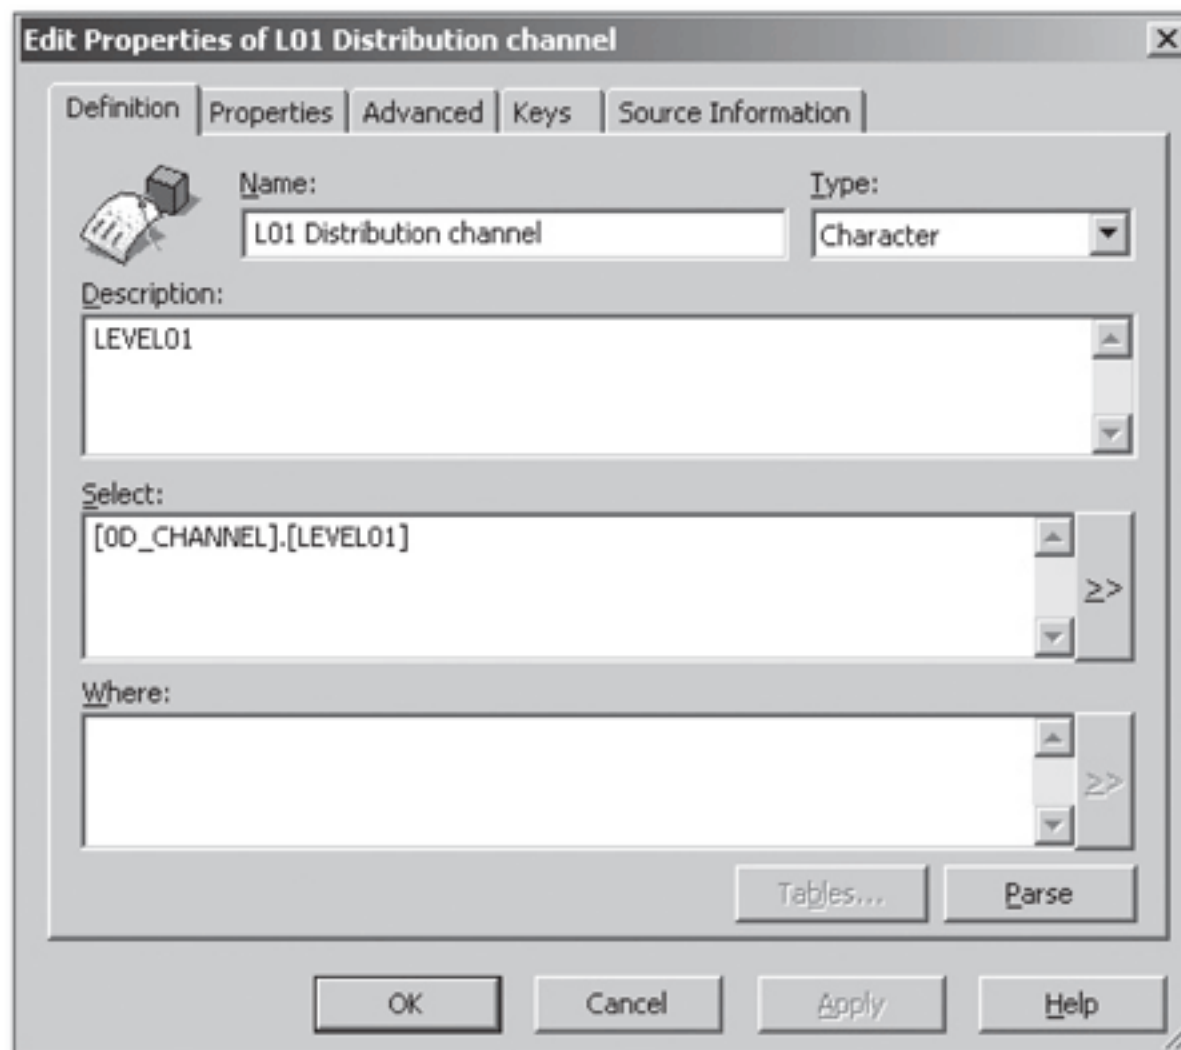 Edit Properties of L01 Distribution channel
Definition Properties Advanced Keys Source Information
Name: Type:
L01 Distribution channel Character
Description:
LEVEL01
Select:
[0D_CHANNEL].[LEVEL01]
>>
Where:
>>
Tables... Parse
OK Cancel Apply Help